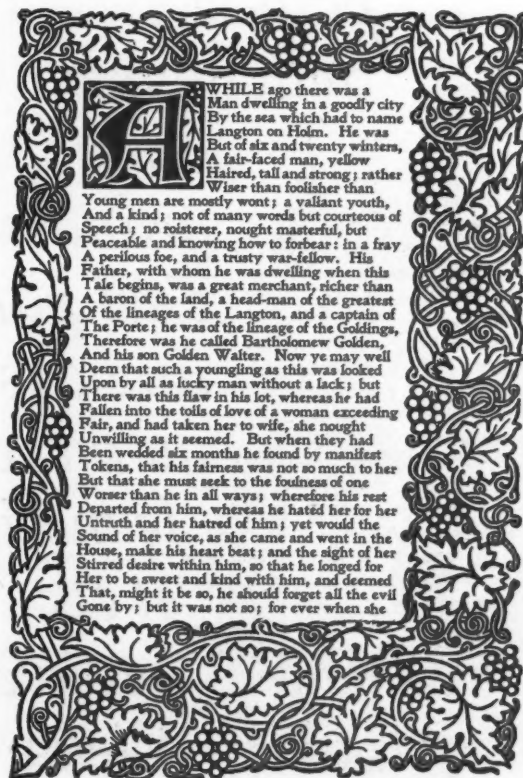 AWHILE ago there was a
Man dwelling in a goodly city
By the sea which had to name
Langton on Holm. He was
But of six and twenty winters,
A fair-faced man, yellow
Haired, tall and strong; rather
Wiser than foolisher than
Young men are mostly wont; a valiant youth,
And a kind; not of many words but courteous of
Speech; no roisterer, nought masterful, but
Peaceable and knowing how to forbear: in a fray
A perilous foe, and a trusty war-fellow. His
Father, with whom he was dwelling when this
Tale begins, was a great merchant, richer than
A baron of the land, a head-man of the greatest
Of the lineages of the Langton, and a captain of
The Porte; he was of the lineage of the Goldings,
Therefore was he called Bartholomew Golden,
And his son Golden Walter. Now ye may well
Deem that such a youngling as this was looked
Upon by all as lucky man without a lack; but
There was this flaw in his lot, whereas he had
Fallen into the toils of love of a woman exceeding
Fair, and had taken her to wife, she nought
Unwilling as it seemed. But when they had
Been wedded six months he found by manifest
Tokens, that his fairness was not so much to her
But that she must seek to the foulness of one
Worser than he in all ways; wherefore his rest
Departed from him, whereas he hated her for her
Untruth and her hatred of him; yet would the
Sound of her voice, as she came and went in the
House, make his heart beat; and the sight of her
Stirred desire within him, so that he longed for
Her to be sweet and kind with him, and deemed
That, might it be so, he should forget all the evil
Gone by; but it was not so; for ever when she